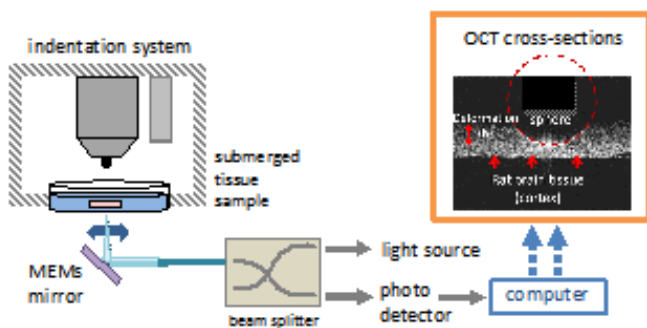 indentation system
submerged
tissue
sample
MEMs
mirror
beam splitter
light source
photo
detector
computer
OCT cross-sections
sphere
Deformation
(h)
Rat brain tissue
(cortex)